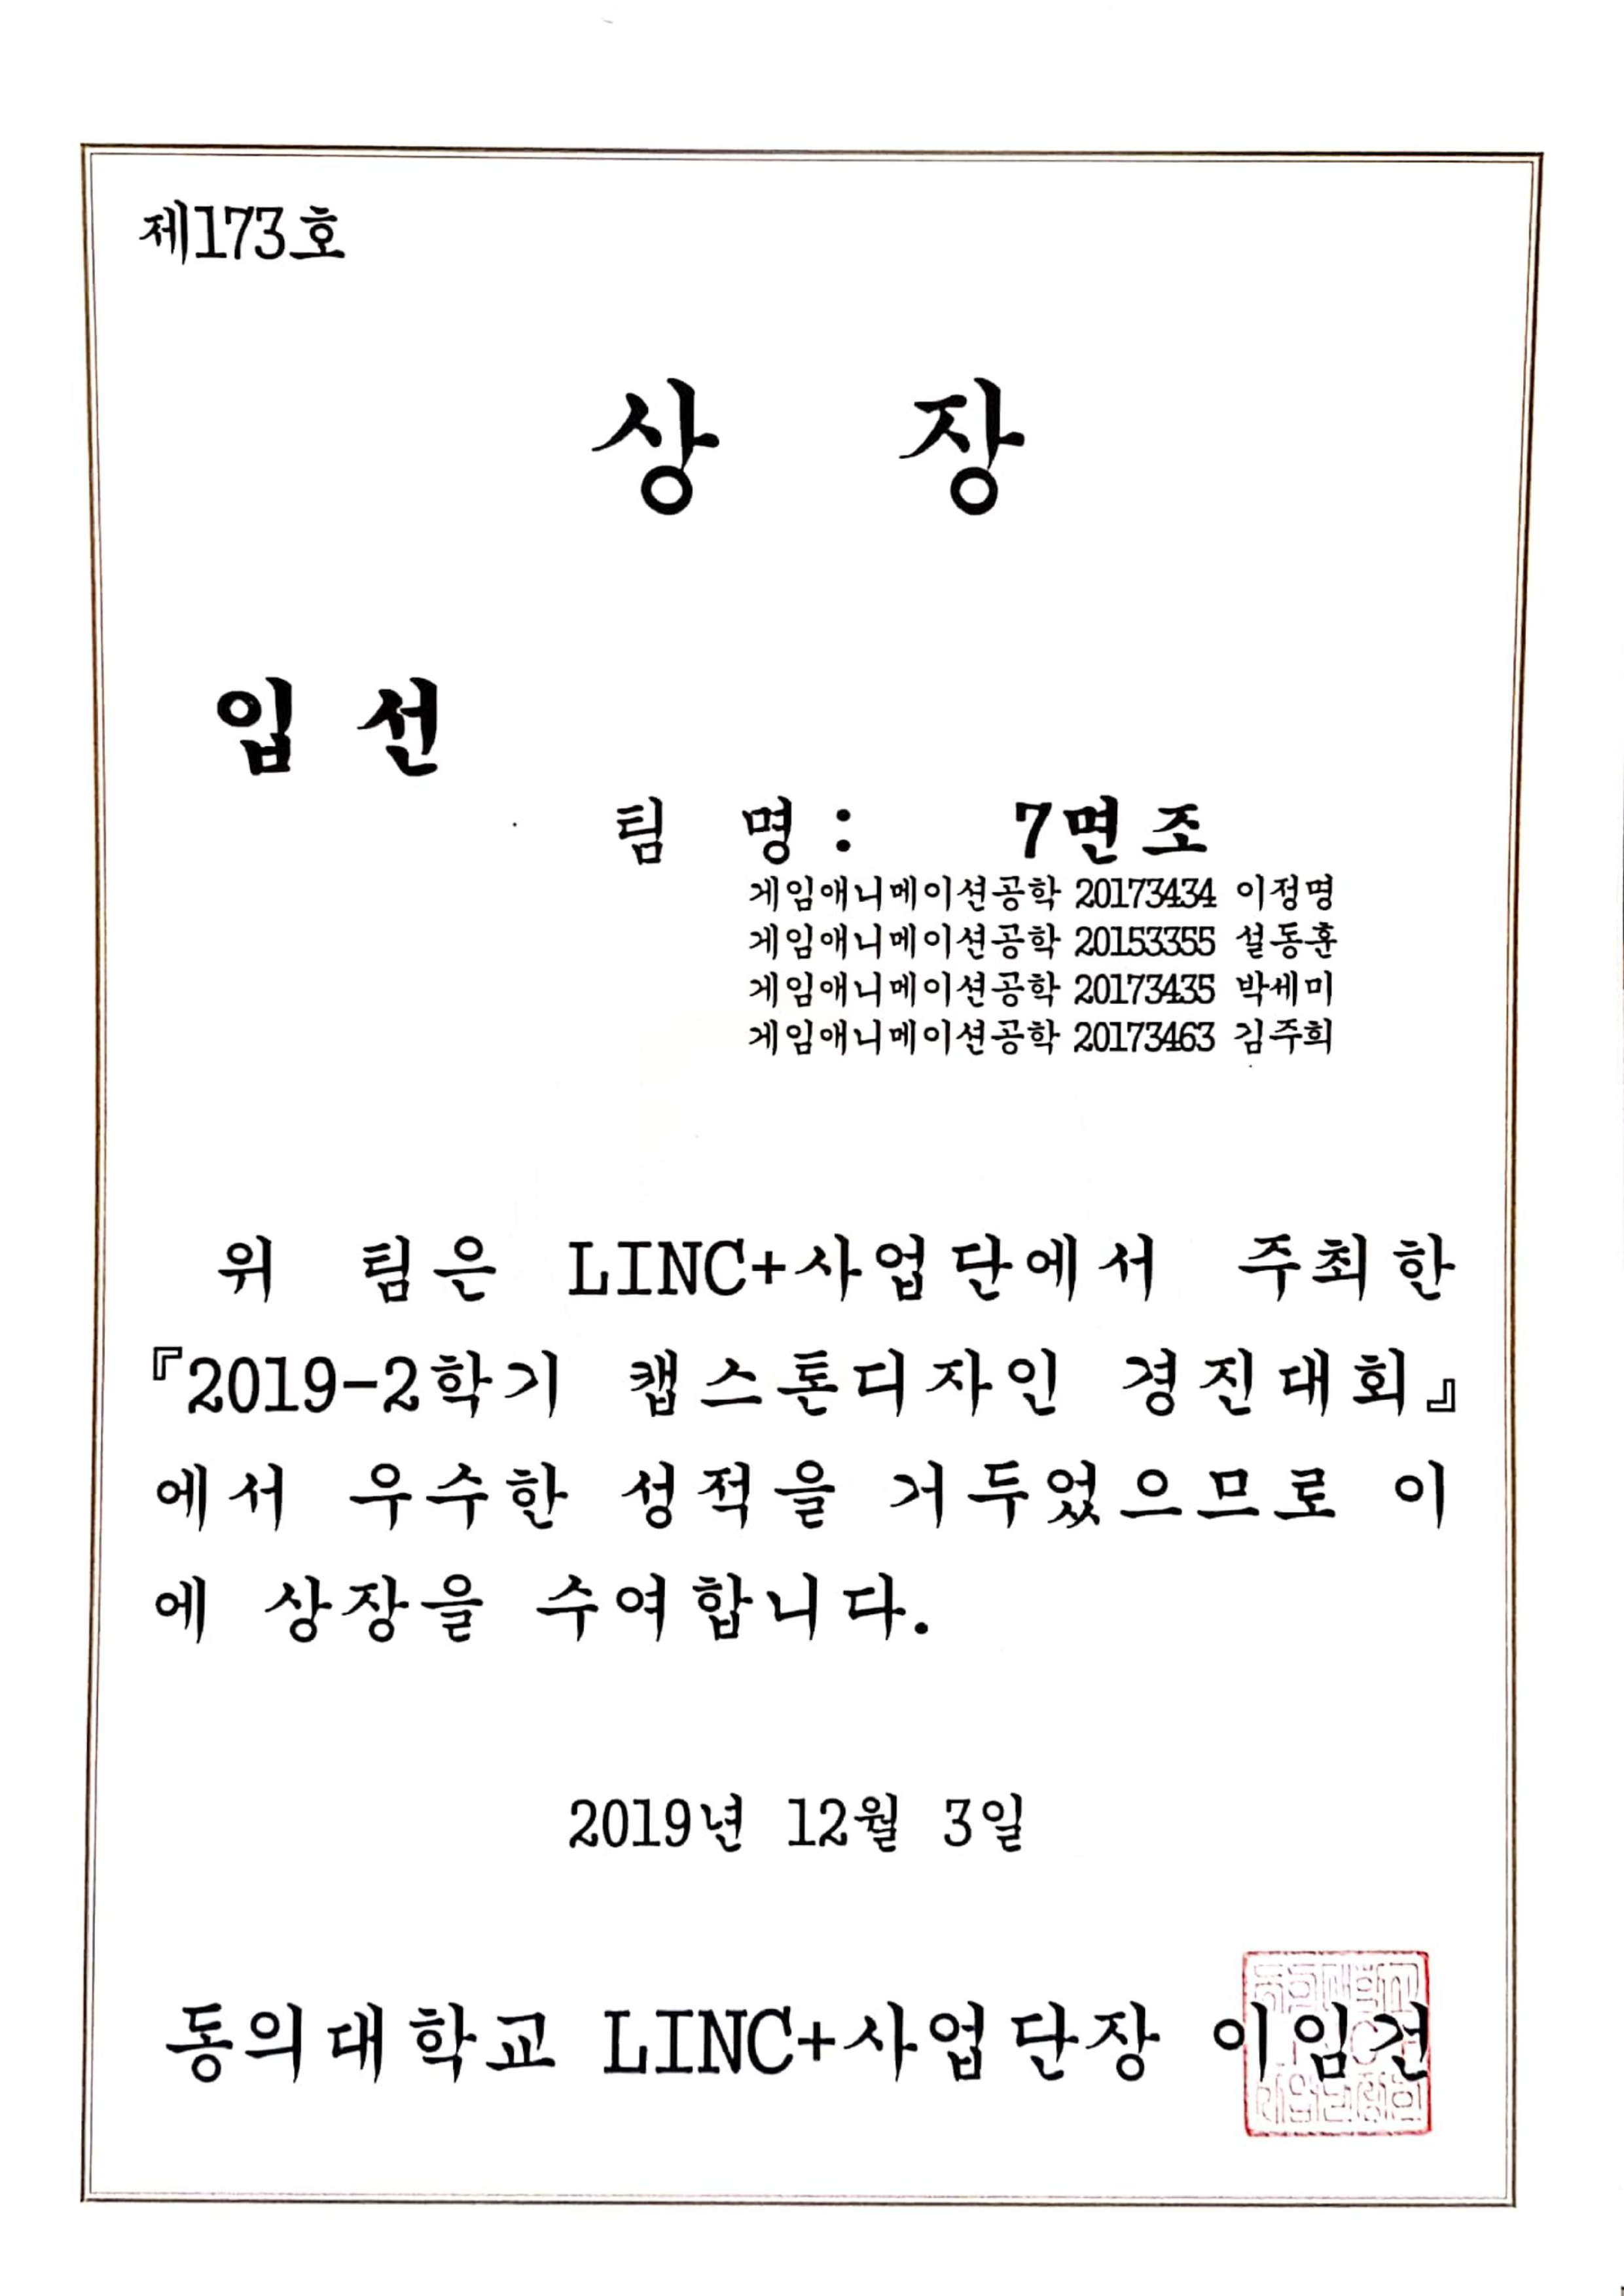 제173호
상 장
입 선
팀 명 : 7면조
게임애니메이션공학 20173434 이정명
게임애니메이션공학 20153355 설동훈
게임애니메이션공학 20173435 박세미
게임애니메이션공학 20173463 김주희
위 팀은 LINC+사업단에서 주최한
『2019-2학기 캡스톤디자인 경진대회』
에서 우수한 성적을 거두었으므로 이
에 상장을 수여합니다.
2019년 12월 3일
동의대학교 LINC+사업단장 이임건